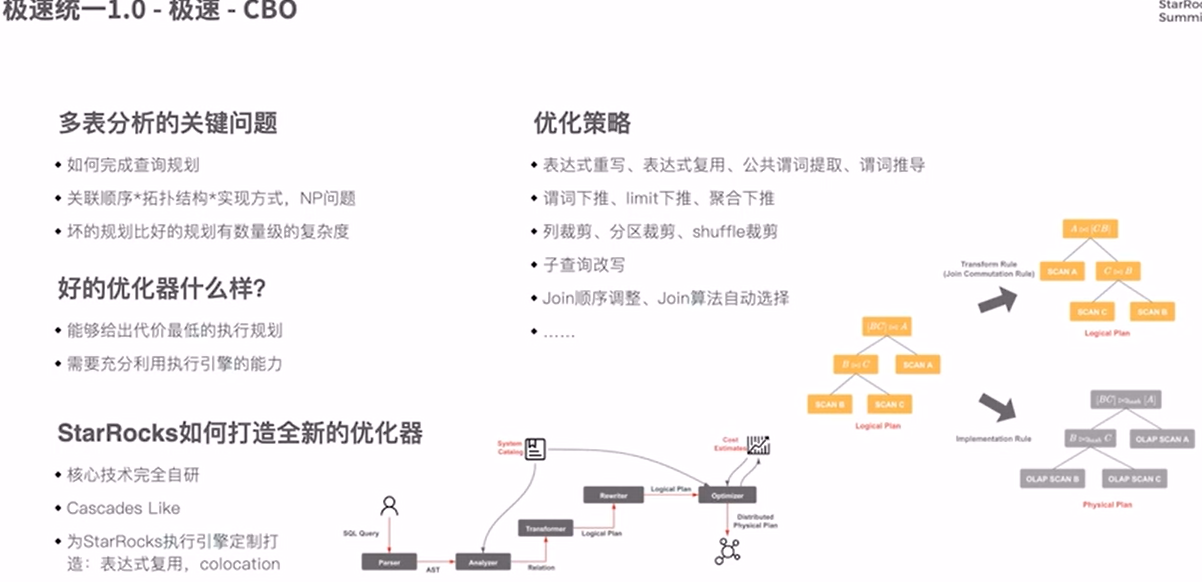 极速统一1.0 - 极速 - CBO
StarRoc
Summi
多表分析的关键问题
如何完成查询规划
关联顺序*拓扑结构*实现方式，NP问题
坏的规划比好的规划有数量级的复杂度
好的优化器什么样?
能够给出代价最低的执行规划
需要充分利用执行引擎的能力
StarRocks如何打造全新的优化器
核心技术完全自研
Cascades Like
为StarRocks执行引擎定制打
造：表达式复用，colocation
优化策略
表达式重写、表达式复用、公共谓词提取、谓词推导
谓词下推、limit下推、聚合下推
列裁剪、分区裁剪、shuffle裁剪
子查询改写
Join顺序调整、Join算法自动选择
......
SQL Query
Parser
AST
Analyzer
System
Catalog
Relation
Transformer
Logical Plan
Rewriter
Logical Plan
Optimizer
Cost
Estimates
Distributed
Physical Plan
[BC] ⋈ A
B ⋈ C
SCAN A
SCAN B
SCAN C
Logical Plan
Transform Rule
(Join Commutation Rule)
A ⋈ [CB]
SCAN A
C ⋈ B
SCAN C
SCAN B
Logical Plan
Implementation Rule
[BC] ⋈hash [A]
B ⋈hash C
OLAP SCAN A
OLAP SCAN B
OLAP SCAN C
Physical Plan